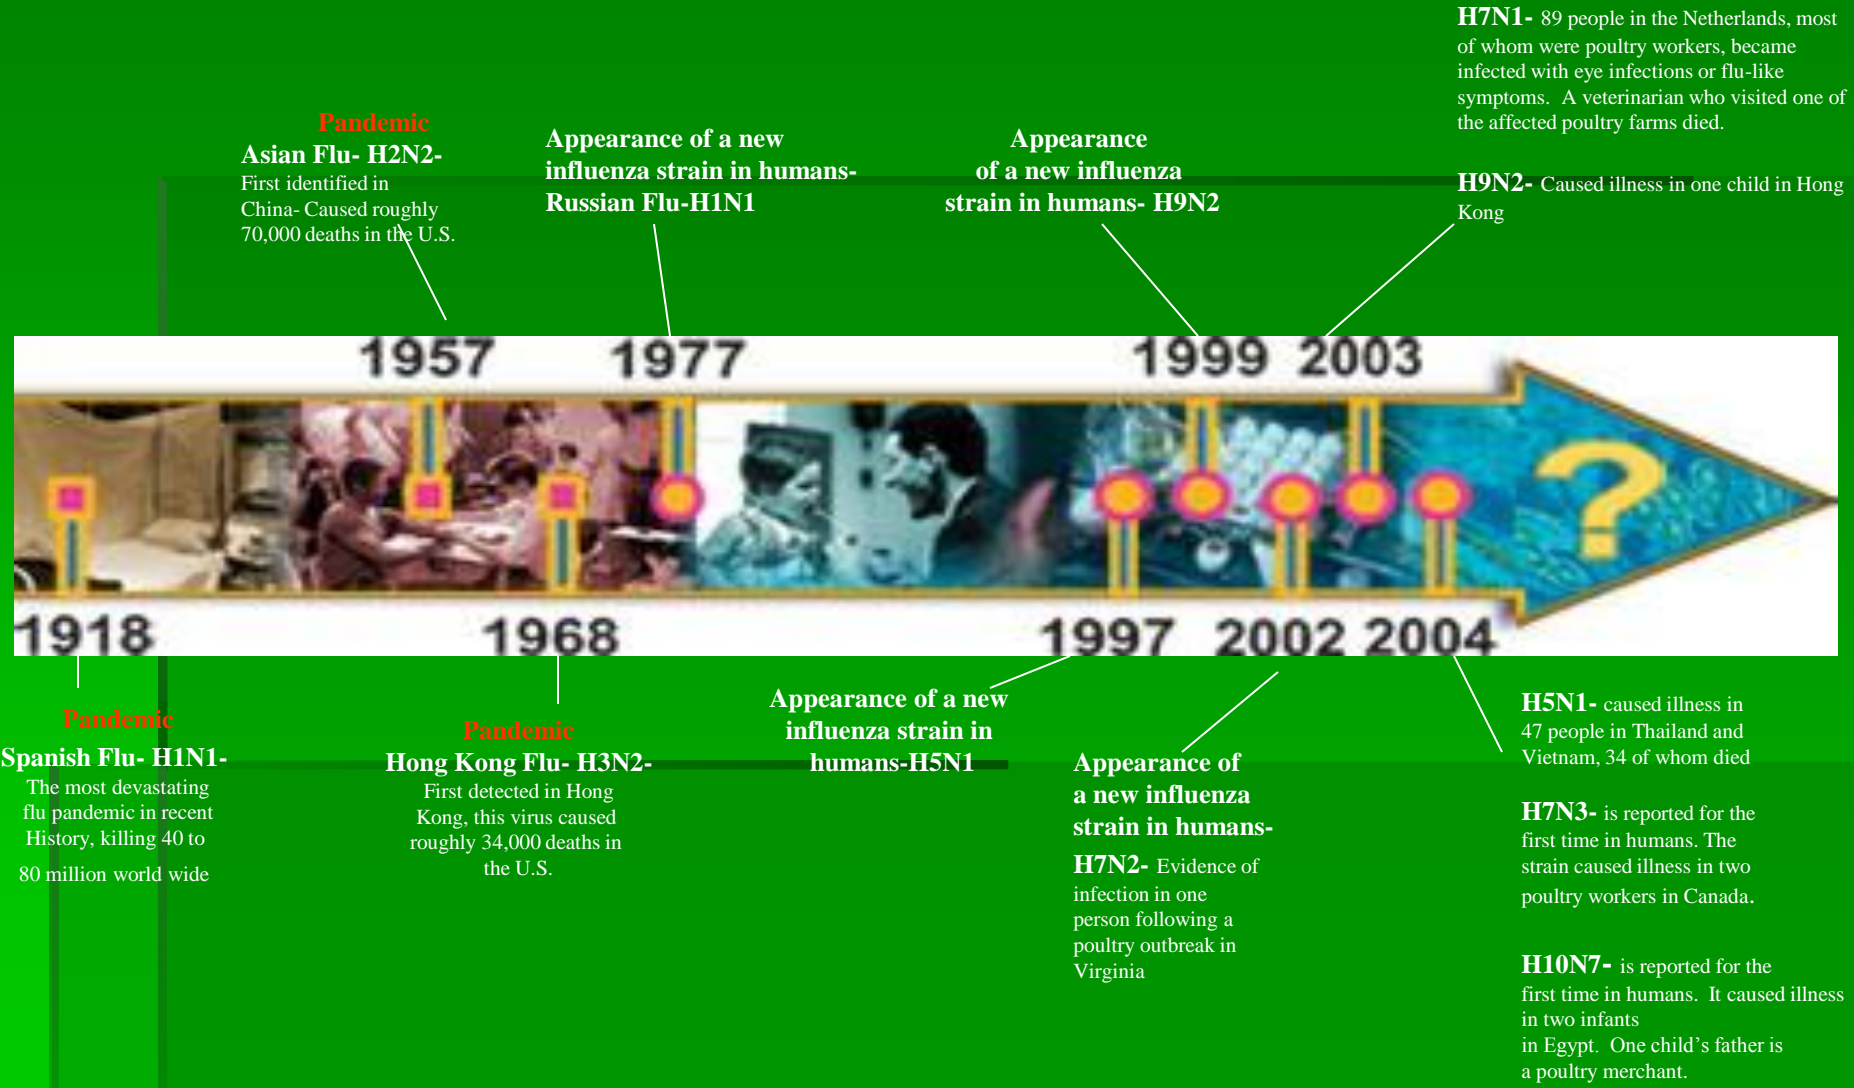 H7N1- 89 people in the Netherlands, most
of whom were poultry workers, became
infected with eye infections or flu-like
symptoms.  A veterinarian who visited one of
the affected poultry farms died.
H9N2- Caused illness in one child in Hong
Kong
Pandemic
Asian Flu- H2N2-
First identified in
China- Caused roughly
70,000 deaths in the U.S.
Appearance of a new
influenza strain in humans-
Russian Flu-H1N1
Appearance
of a new influenza
strain in humans- H9N2
1957
1977
1999
2003
?
1918
1968
1997
2002
2004
Pandemic
Spanish Flu- H1N1-
The most devastating
flu pandemic in recent
History, killing 40 to
80 million world wide
Pandemic
Hong Kong Flu- H3N2-
First detected in Hong
Kong, this virus caused
roughly 34,000 deaths in
the U.S.
Appearance of a new
influenza strain in
humans-H5N1
Appearance of
a new influenza
strain in humans-
H7N2- Evidence of
infection in one
person following a
poultry outbreak in
Virginia
H5N1- caused illness in
47 people in Thailand and
Vietnam, 34 of whom died
H7N3- is reported for the
first time in humans. The
strain caused illness in two
poultry workers in Canada.
H10N7- is reported for the
first time in humans.  It caused illness
in two infants
in Egypt.  One child’s father is
a poultry merchant.